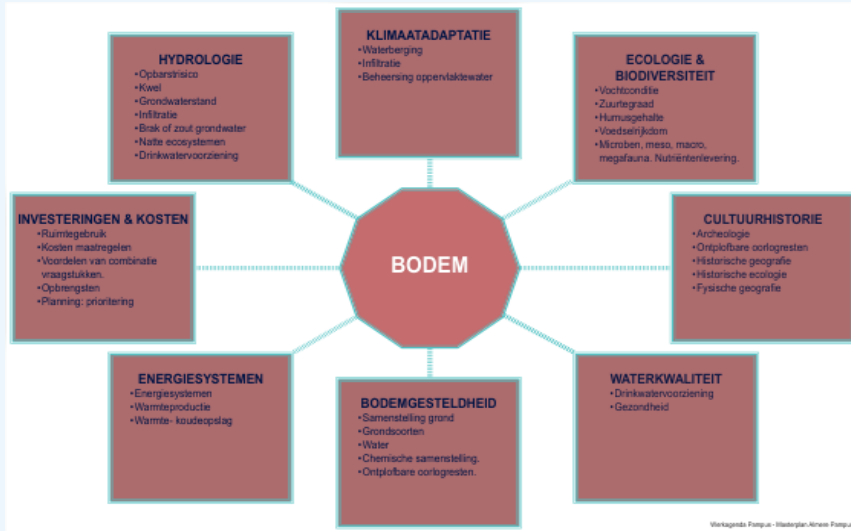 HYDROLOGIE
•Opbarstrisico
•Kwel
•Grondwaterstand
•Infiltratie
•Brak of zout grondwater
•Natte ecosystemen
•Drinkwatervoorziening
KLIMAATADAPTATIE
•Waterberging
•Infiltratie
•Beheersing oppervlaktewater
ECOLOGIE &
BIODIVERSITEIT
•Vochtconditie
•Zuurtegraad
•Humusgehalte
•Voedselrijkdom
•Microben, meso, macro,
megafauna. Nutriëntenlevering.
INVESTERINGEN & KOSTEN
•Ruimtegebruik
•Kosten maatregelen
•Voordelen van combinatie
vraagstukken.
•Opbrengsten
•Planning: prioritering
BODEM
CULTUURHISTORIE
•Archeologie
•Ontplofbare oorlogresten
•Historische geografie
•Historische ecologie
•Fysische geografie
ENERGIESYSTEMEN
•Energiesystemen
•Warmteproductie
•Warmte- koudeopslag
BODEMGESTELDHEID
•Samenstelling grond
•Grondsoorten
•Water
•Chemische samenstelling.
•Ontplofbare oorlogresten.
WATERKWALITEIT
•Drinkwatervoorziening
•Gezondheid
Werkagenda Pampus - Masterplan Almere Pampus